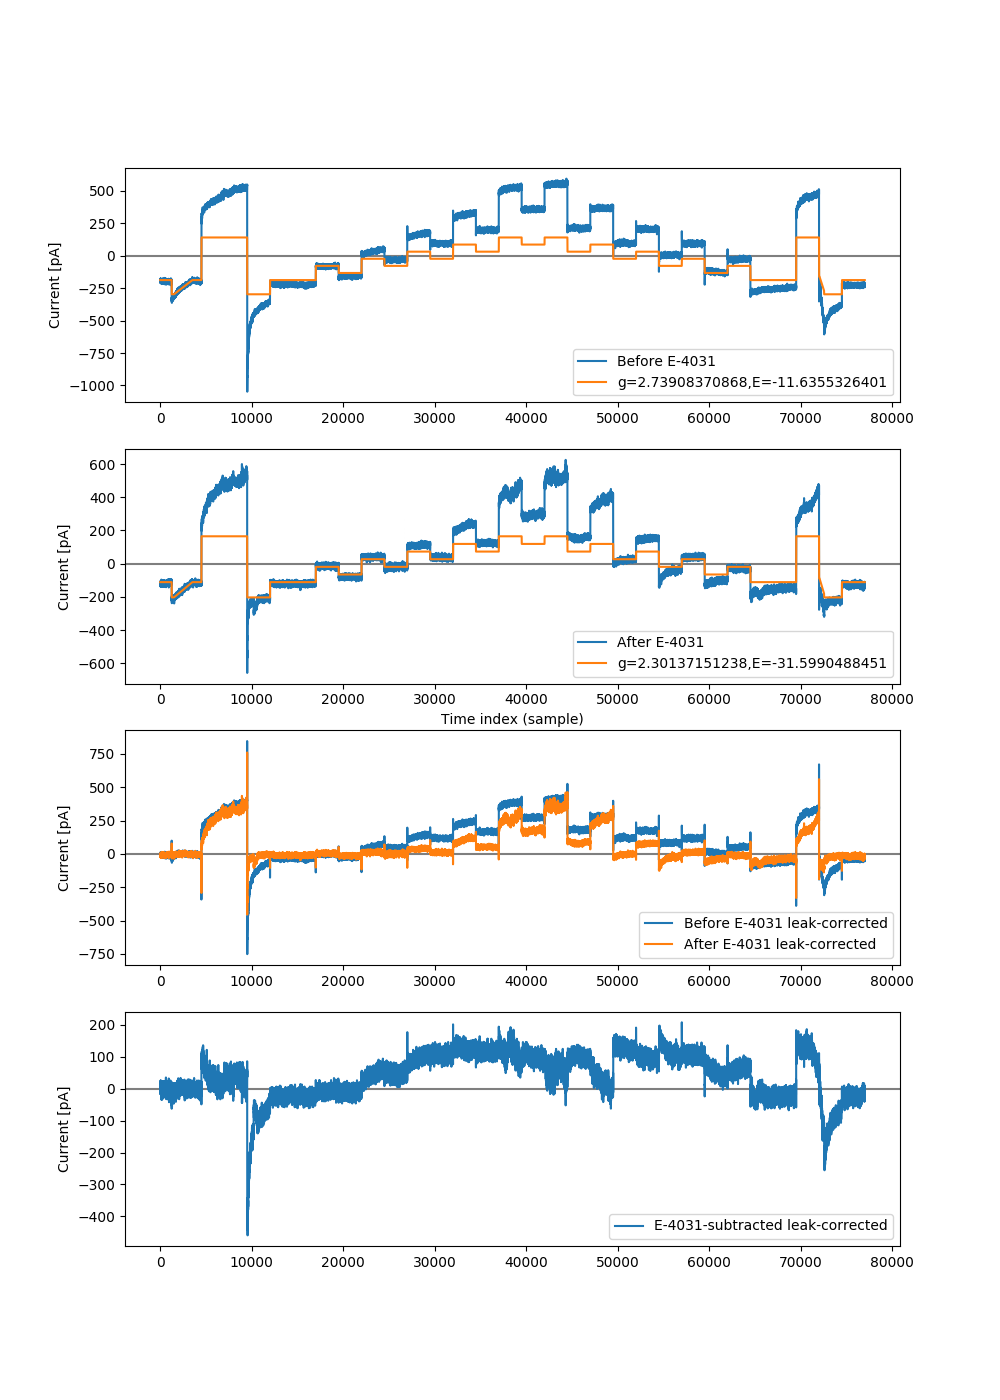 500
250
0
−250
−500
−750
−1000
Current [pA]
Before E-4031
g=2.73908370868,E=-11.6355326401
0 10000 20000 30000 40000 50000 60000 70000 80000
600
400
200
0
−200
−400
−600
Current [pA]
After E-4031
g=2.30137151238,E=-31.5990488451
0 10000 20000 30000 40000 50000 60000 70000 80000
Time index (sample)
750
500
250
0
−250
−500
−750
Current [pA]
Before E-4031 leak-corrected
After E-4031 leak-corrected
0 10000 20000 30000 40000 50000 60000 70000 80000
200
100
0
−100
−200
−300
−400
Current [pA]
E-4031-subtracted leak-corrected
0 10000 20000 30000 40000 50000 60000 70000 80000